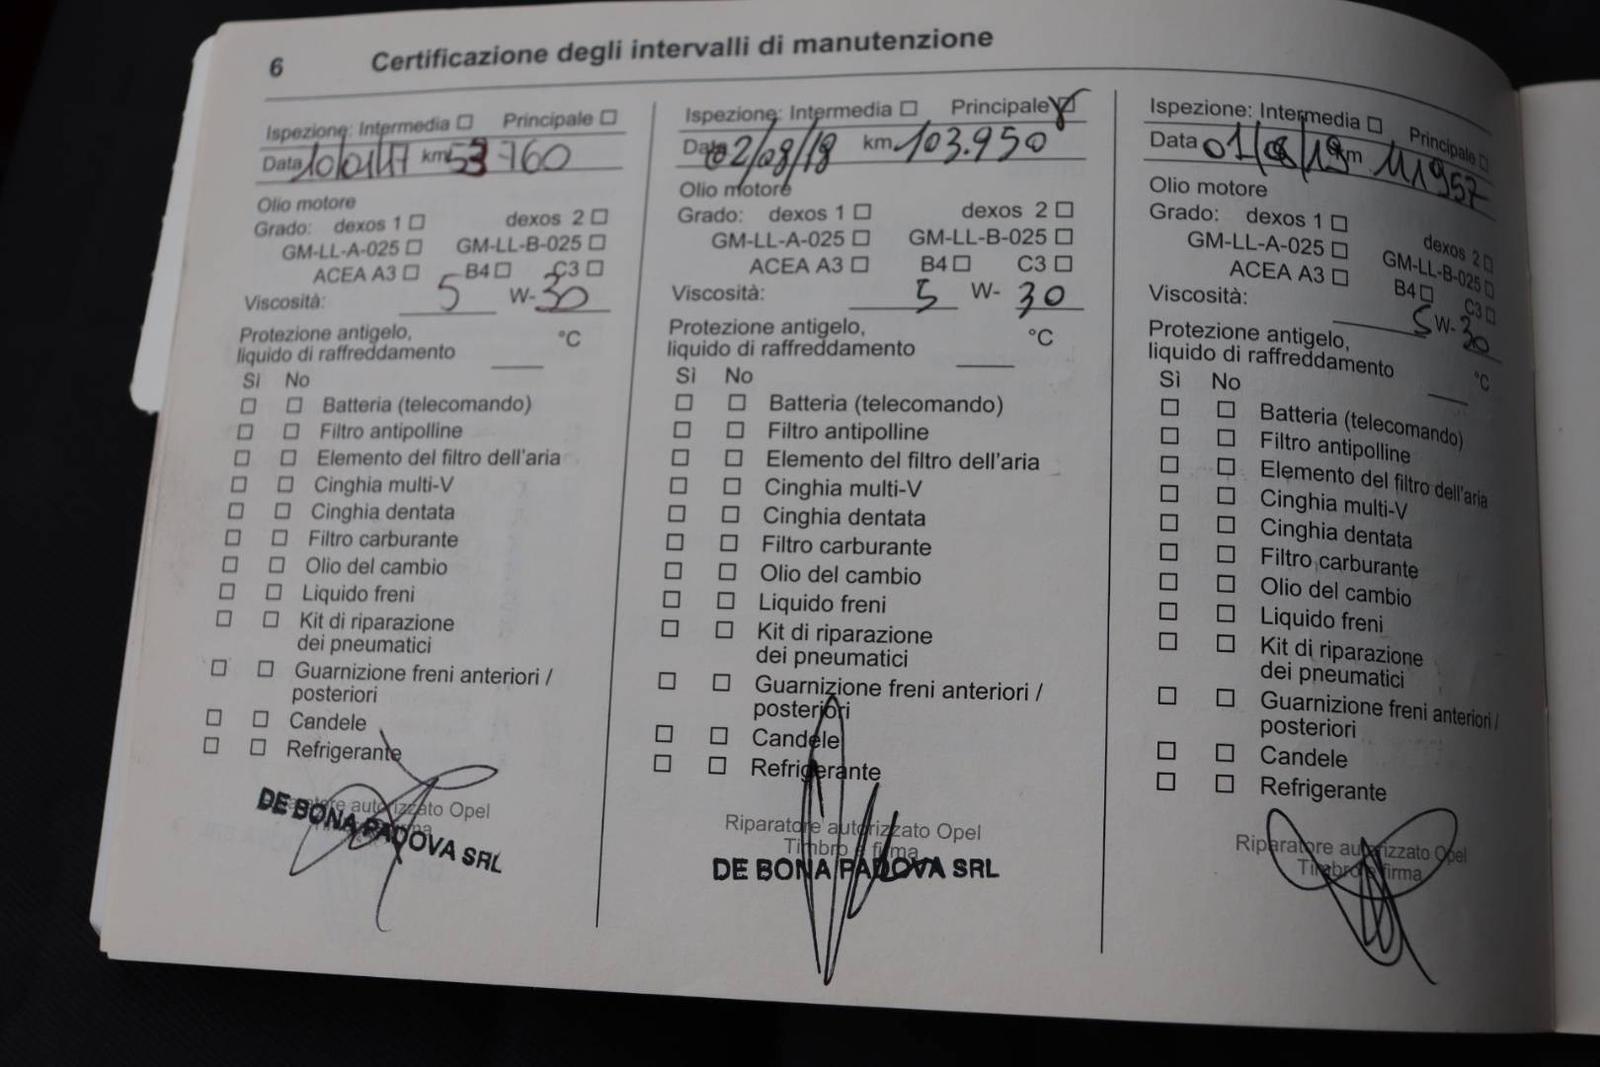 6 Certificazione degli intervalli di manutenzione
Ispezione: Intermedia ☐ Principale ☐
Data 10/01/17 km 53.760
Olio motore
Grado: dexos 1 ☐ dexos 2 ☐
GM-LL-A-025 ☐ GM-LL-B-025 ☐
ACEA A3 ☐ B4 ☐ C3 ☐
Viscosità: 5 W- 30
Protezione antigelo,
liquido di raffreddamento °C
Sì No
☐ ☐ Batteria (telecomando)
☐ ☐ Filtro antipolline
☐ ☐ Elemento del filtro dell'aria
☐ ☐ Cinghia multi-V
☐ ☐ Cinghia dentata
☐ ☐ Filtro carburante
☐ ☐ Olio del cambio
☐ ☐ Liquido freni
☐ ☐ Kit di riparazione
dei pneumatici
☐ ☐ Guarnizione freni anteriori /
posteriori
☐ ☐ Candele
☐ ☐ Refrigerante
autorizzato Opel
DE BONA PADOVA SRL
Ispezione: Intermedia ☐ Principale ☑
Data 02/08/18 km 103.950
Olio motore
Grado: dexos 1 ☐ dexos 2 ☐
GM-LL-A-025 ☐ GM-LL-B-025 ☐
ACEA A3 ☐ B4 ☐ C3 ☐
Viscosità: 5 W- 30
Protezione antigelo,
liquido di raffreddamento °C
Sì No
☐ ☐ Batteria (telecomando)
☐ ☐ Filtro antipolline
☐ ☐ Elemento del filtro dell'aria
☐ ☐ Cinghia multi-V
☐ ☐ Cinghia dentata
☐ ☐ Filtro carburante
☐ ☐ Olio del cambio
☐ ☐ Liquido freni
☐ ☐ Kit di riparazione
dei pneumatici
☐ ☐ Guarnizione freni anteriori /
posteriori
☐ ☐ Candele
☐ ☐ Refrigerante
Riparatore autorizzato Opel
Timbro e firma
DE BONA PADOVA SRL
Ispezione: Intermedia ☐ Principale ☐
Data km 111957
Olio motore
Grado: dexos 1 ☐ dexos 2 ☐
GM-LL-A-025 ☐ GM-LL-B-025 ☐
ACEA A3 ☐ B4 ☐ C3 ☐
Viscosità: 5 W- 30
Protezione antigelo,
liquido di raffreddamento °C
Sì No
☐ ☐ Batteria (telecomando)
☐ ☐ Filtro antipolline
☐ ☐ Elemento del filtro dell'aria
☐ ☐ Cinghia multi-V
☐ ☐ Cinghia dentata
☐ ☐ Filtro carburante
☐ ☐ Olio del cambio
☐ ☐ Liquido freni
☐ ☐ Kit di riparazione
dei pneumatici
☐ ☐ Guarnizione freni anteriori /
posteriori
☐ ☐ Candele
☐ ☐ Refrigerante
Riparatore autorizzato Opel
Timbro e firma